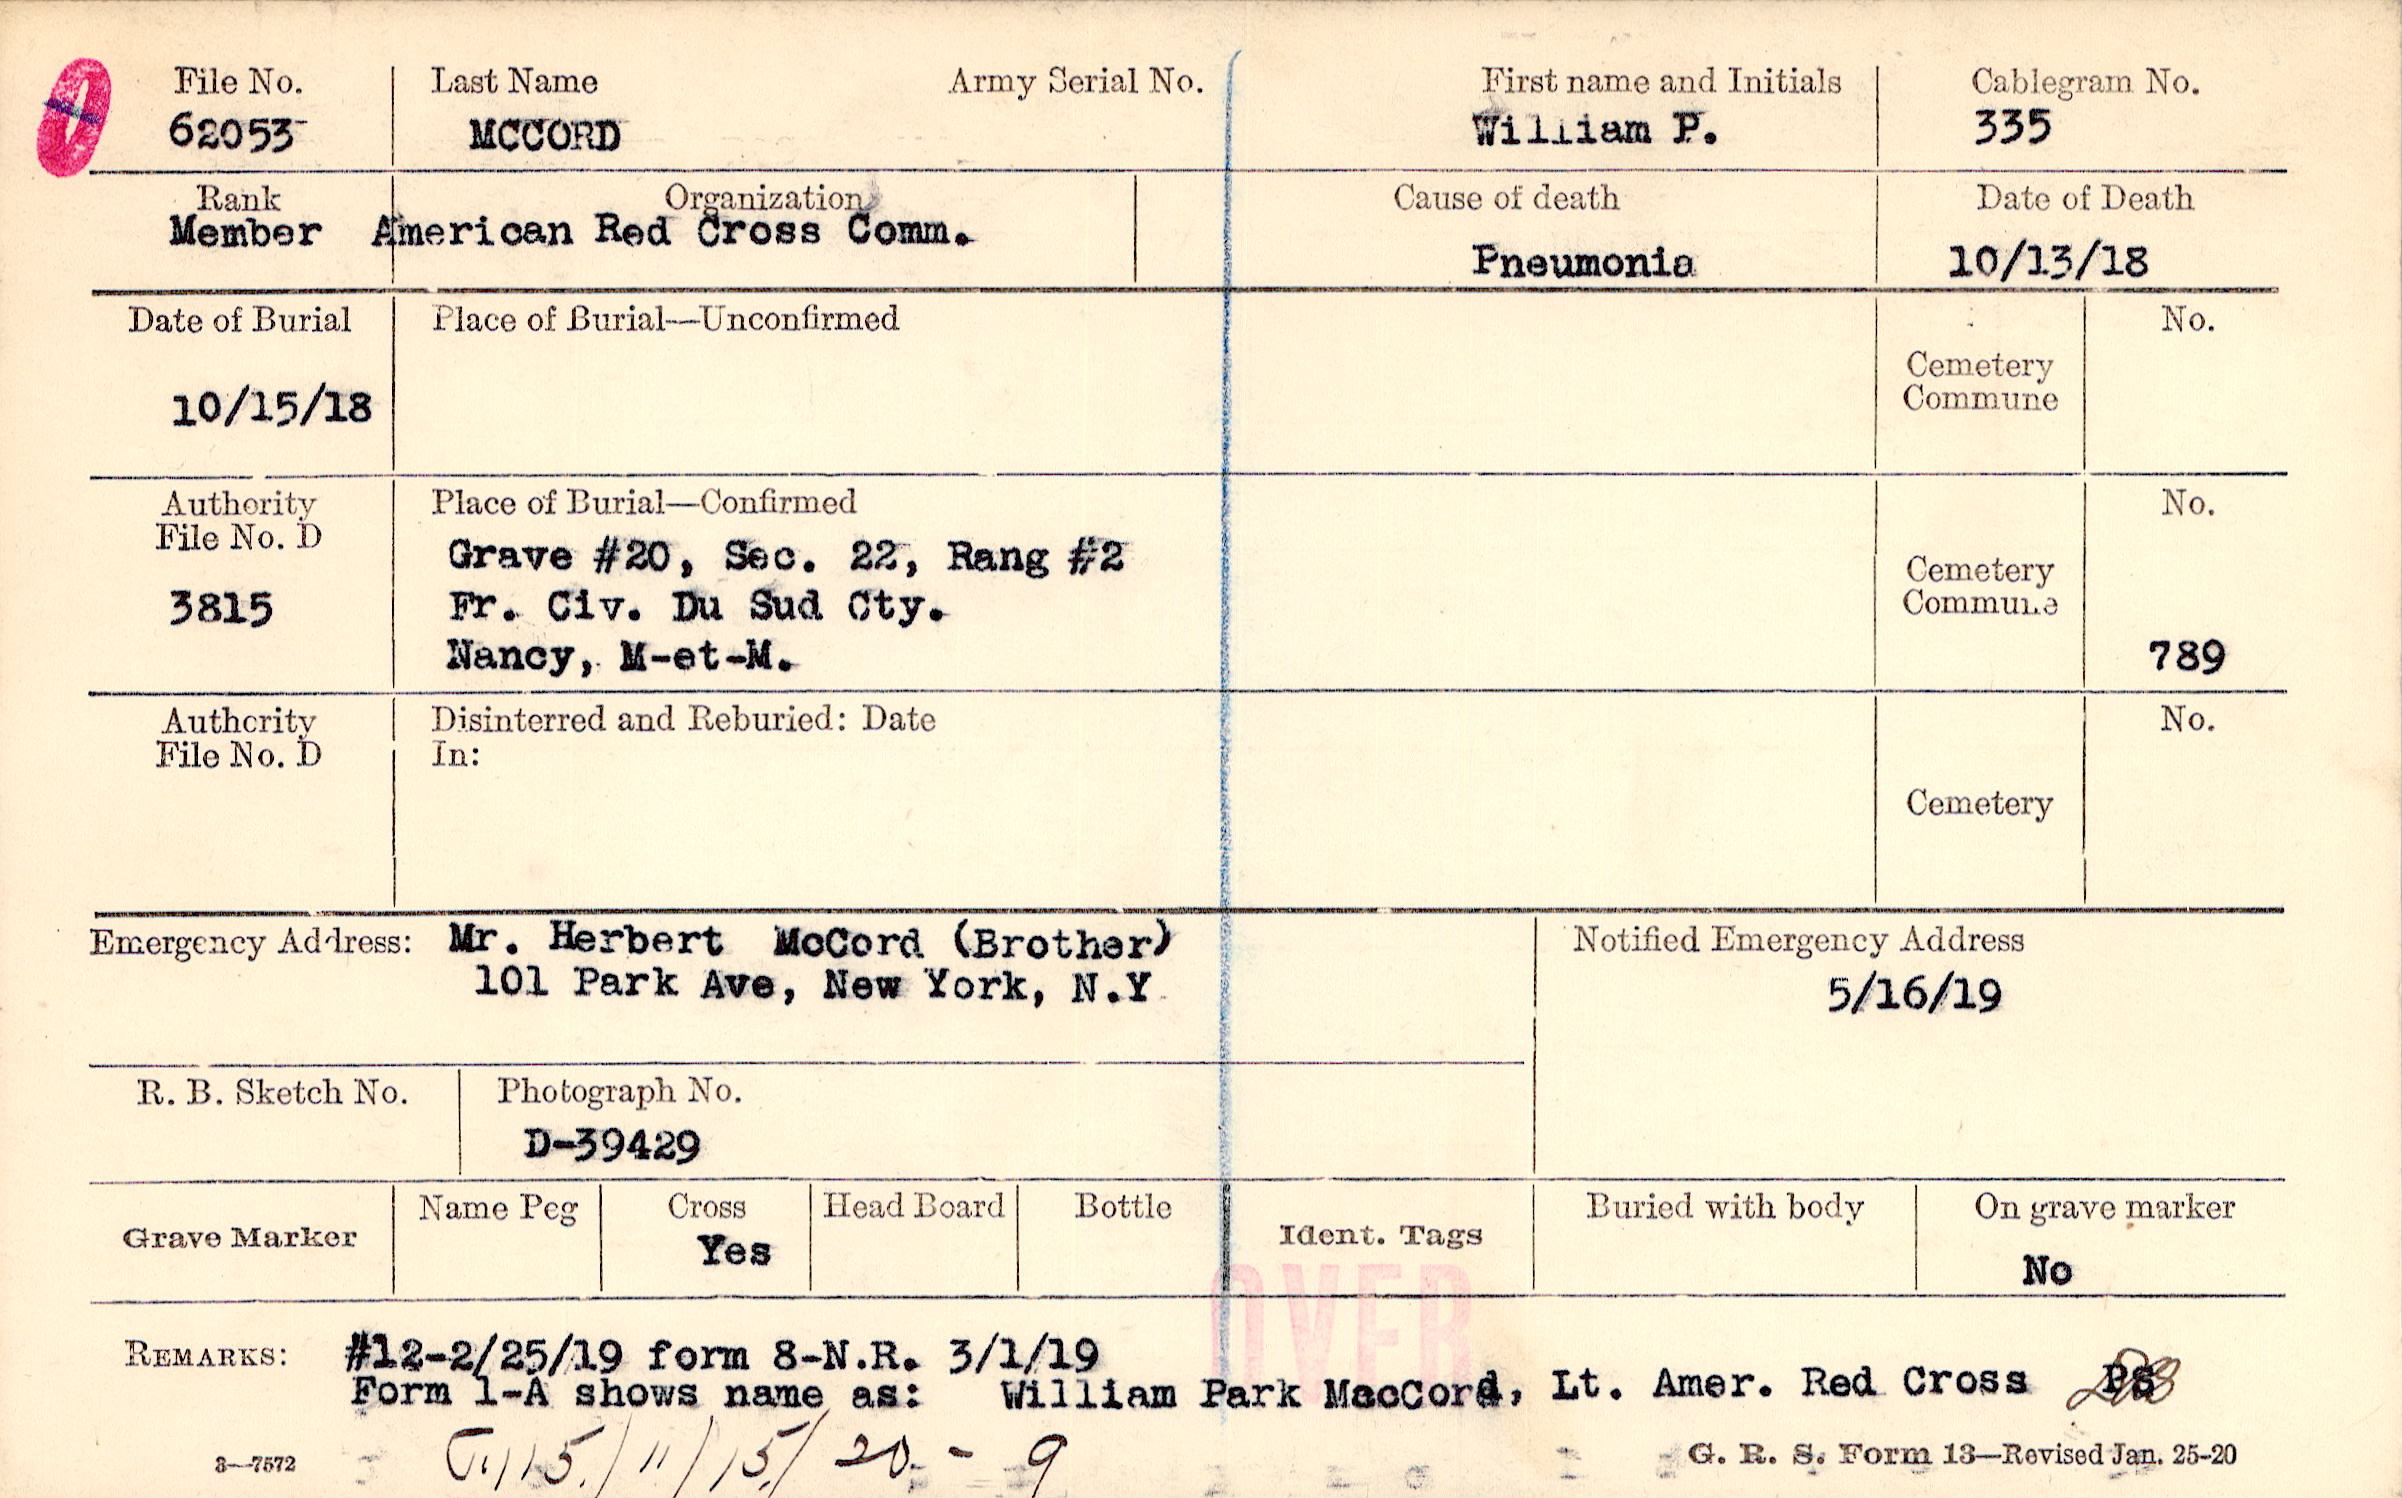 File No. Last Name Army Serial No. First name and Initials Cablegram No.
62053 MCCORD William P. 335
Rank Organization Cause of death Date of Death
Member American Red Cross Comm. Pneumonia 10/13/18
Date of Burial Place of Burial—Unconfirmed No.
Cemetery
Commune
10/15/18
Authority Place of Burial—Confirmed No.
File No. D
Grave #20, Sec. 22, Rang #2
Cemetery
Commune
3815 Fr. Civ. Du Sud Cty.
Nancy, M-et-M. 789
Authority Disinterred and Reburied: Date No.
File No. D In:
Cemetery
Emergency Address: Mr. Herbert McCord (Brother) Notified Emergency Address
101 Park Ave, New York, N.Y 5/16/19
R. B. Sketch No. Photograph No.
D-39429
Grave Marker Name Peg Cross Head Board Bottle Ident. Tags Buried with body On grave marker
Yes No
OVER
REMARKS: #12-2/25/19 form 8-N.R. 3/1/19
Form 1-A shows name as: William Park MacCord, Lt. Amer. Red Cross
/15/20 - 9
3—7572 G. R. S. Form 13—Revised Jan. 25-20